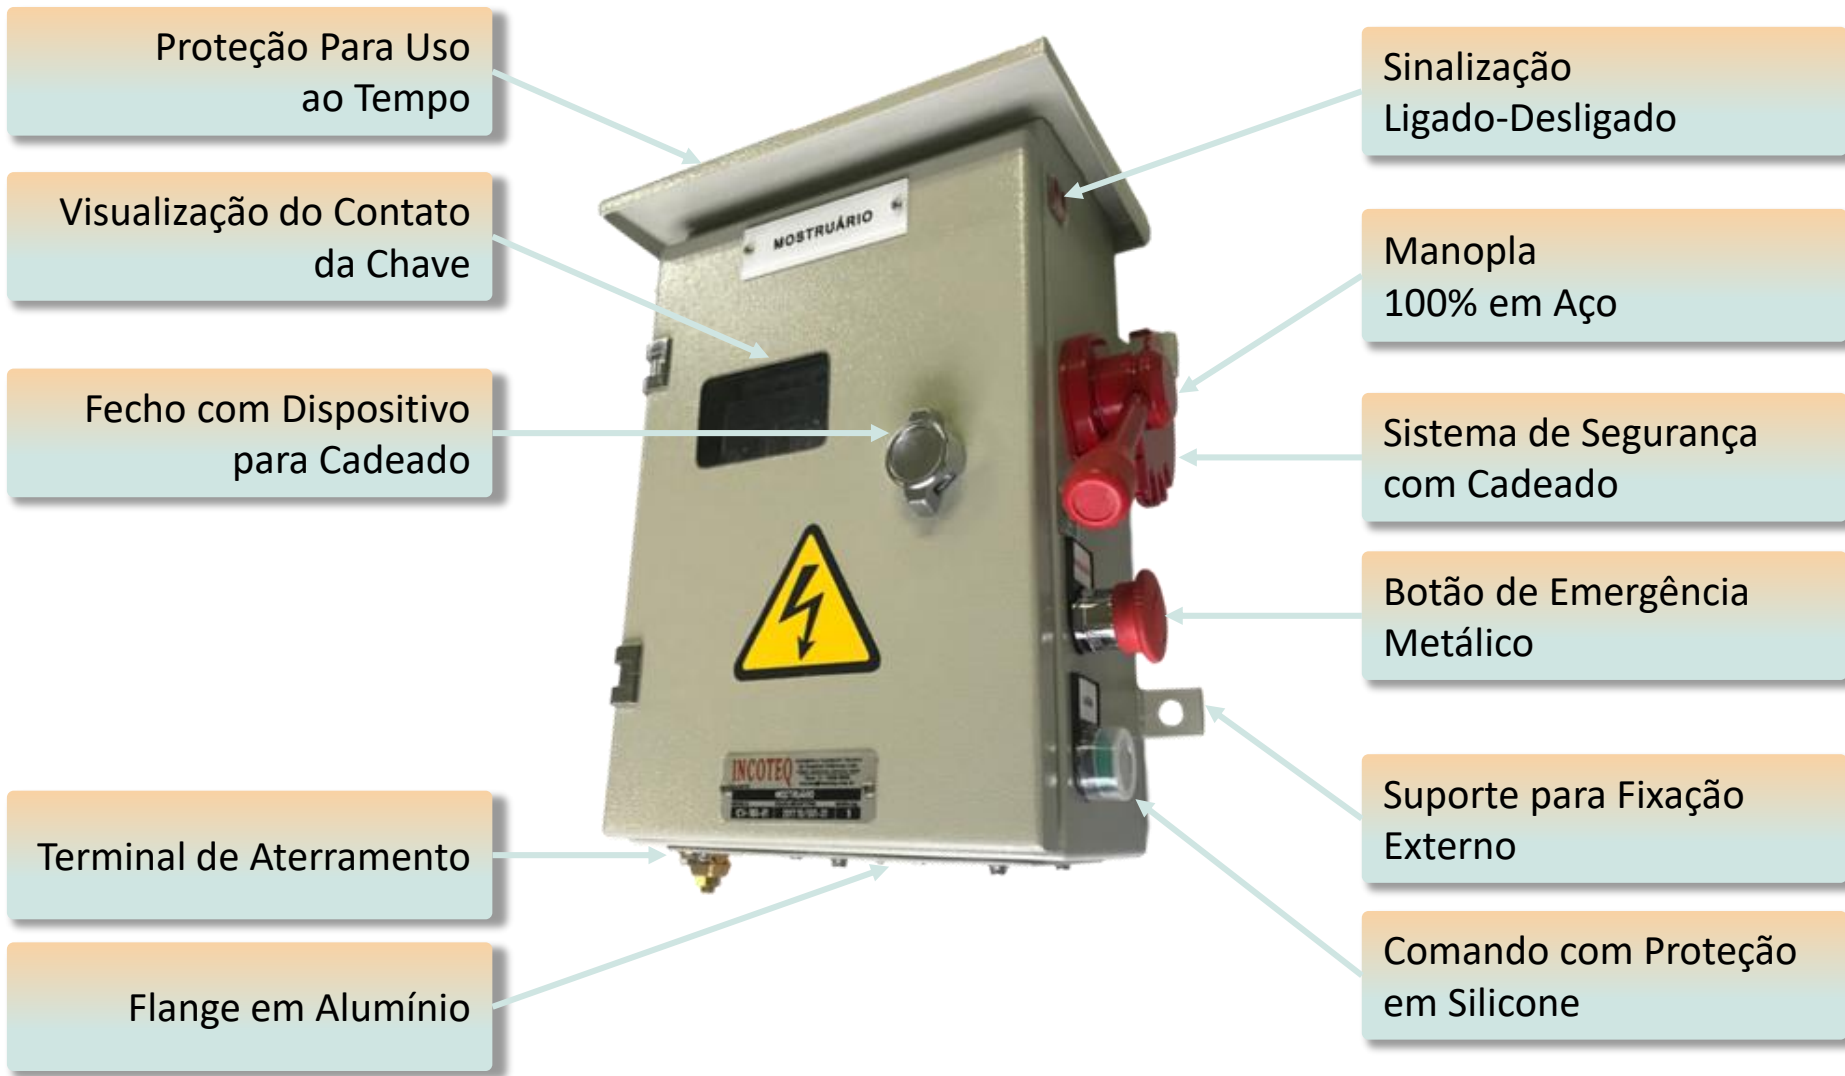 Proteção Para Uso
ao Tempo
Visualização do Contato
da Chave
Fecho com Dispositivo
para Cadeado
Terminal de Aterramento
Flange em Alumínio
MOSTRUÁRIO
INCOTEQ
MOSTRUÁRIO
Sinalização
Ligado-Desligado
Manopla
100% em Aço
Sistema de Segurança
com Cadeado
Botão de Emergência
Metálico
Suporte para Fixação
Externo
Comando com Proteção
em Silicone